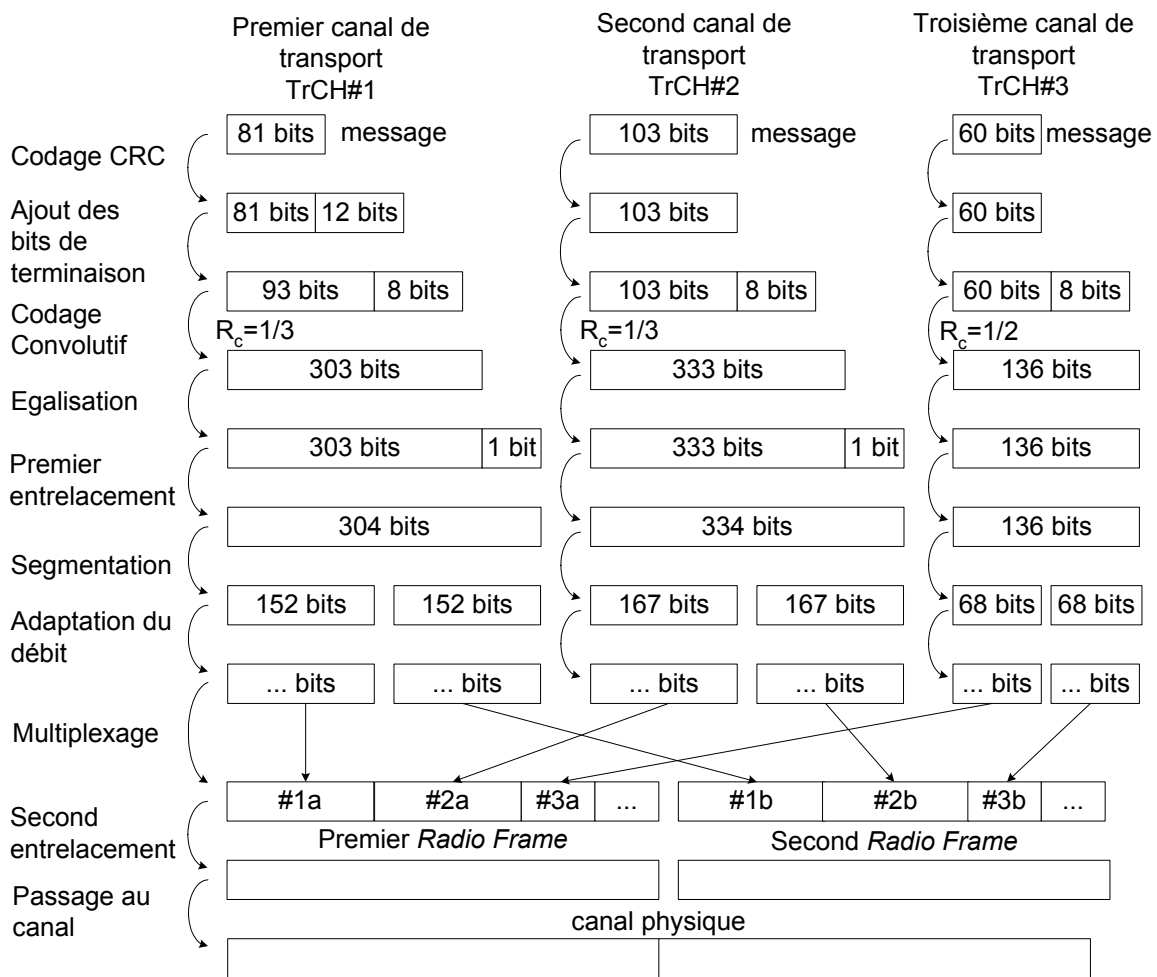 Premier canal de
transport
TrCH#1
Second canal de
transport
TrCH#2
Troisième canal de
transport
TrCH#3
81 bits message
103 bits message
60 bits message
Codage CRC
81 bits 12 bits
103 bits
60 bits
Ajout des
bits de
terminaison
93 bits 8 bits
103 bits 8 bits
60 bits 8 bits
Codage
Convolutif
Rc=1/3
Rc=1/3
Rc=1/2
303 bits
333 bits
136 bits
Egalisation
303 bits 1 bit
333 bits 1 bit
136 bits
Premier
entrelacement
304 bits
334 bits
136 bits
Segmentation
152 bits 152 bits
167 bits 167 bits
68 bits 68 bits
Adaptation du
débit
... bits ... bits
... bits ... bits
... bits ... bits
Multiplexage
#1a #2a #3a ...
#1b #2b #3b ...
Premier Radio Frame
Second Radio Frame
Second
entrelacement
Passage au
canal
canal physique